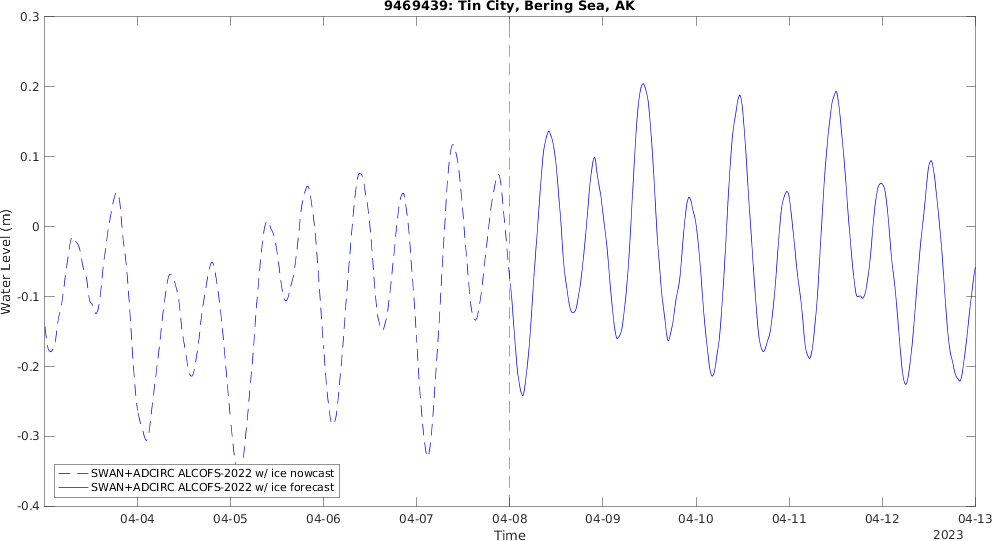 9469439: Tin City, Bering Sea, AK
0.3
0.2
0.1
0
-0.1
-0.2
-0.3
-0.4
Water Level (m)
SWAN+ADCIRC ALCOFS-2022 w/ ice nowcast
SWAN+ADCIRC ALCOFS-2022 w/ ice forecast
04-04 04-05 04-06 04-07 04-08 04-09 04-10 04-11 04-12 04-13
Time
2023